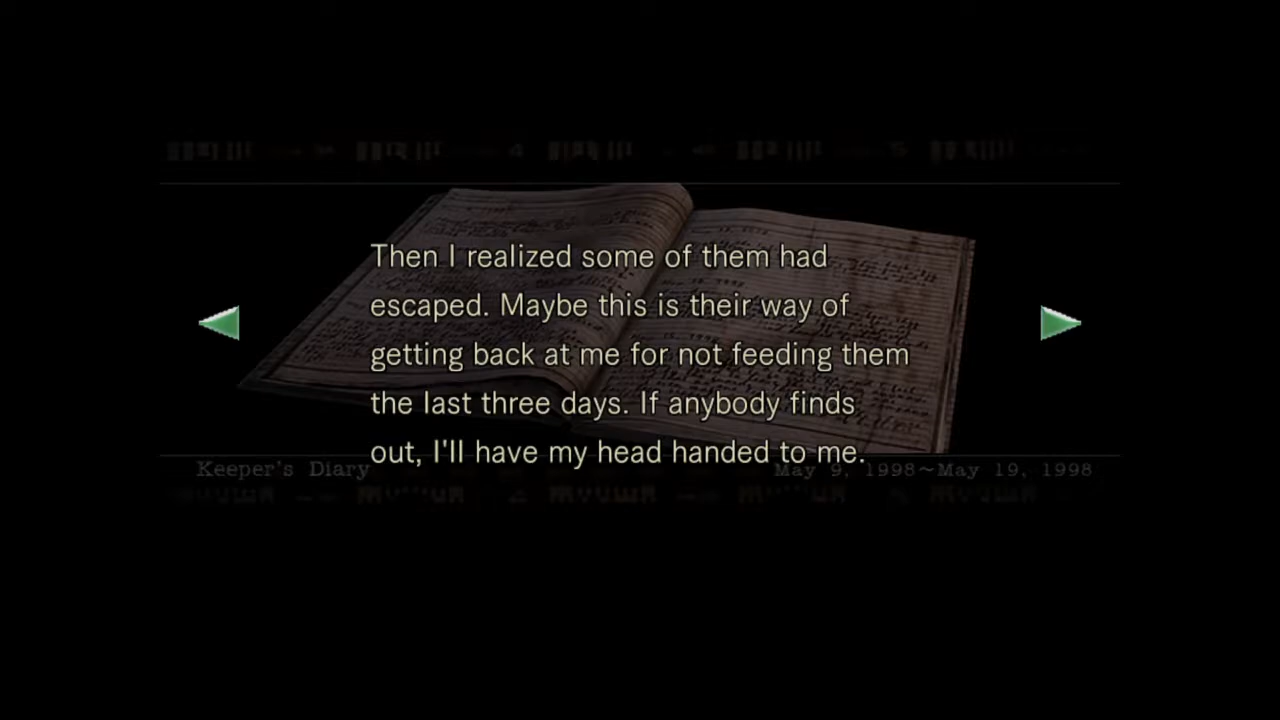 Then I realized some of them had
escaped. Maybe this is their way of
getting back at me for not feeding them
the last three days. If anybody finds
out, I'll have my head handed to me.
Keeper's Diary
May 9, 1998~May 19, 1998